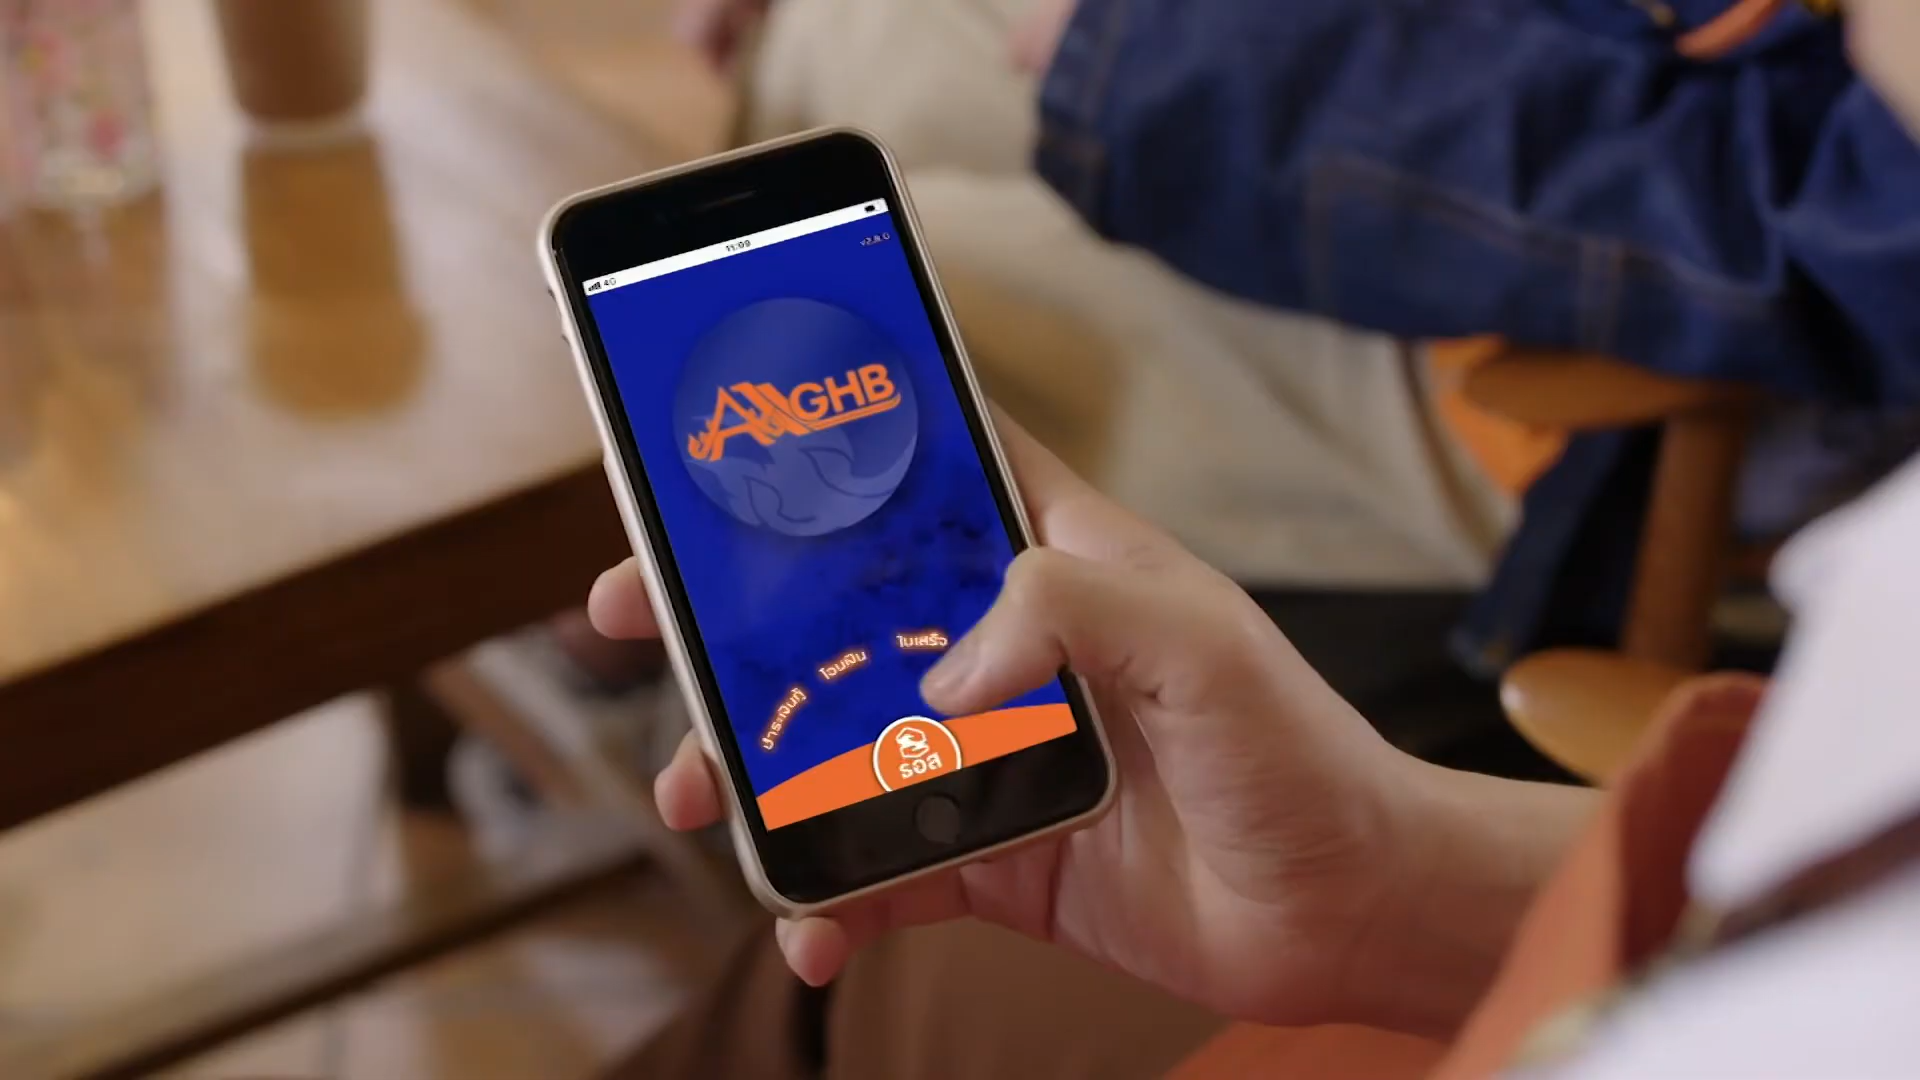 4G
11:09
v2.8.0
GHB
ชำระเงินกู้
โอนเงิน
ใบเสร็จ
ธอส